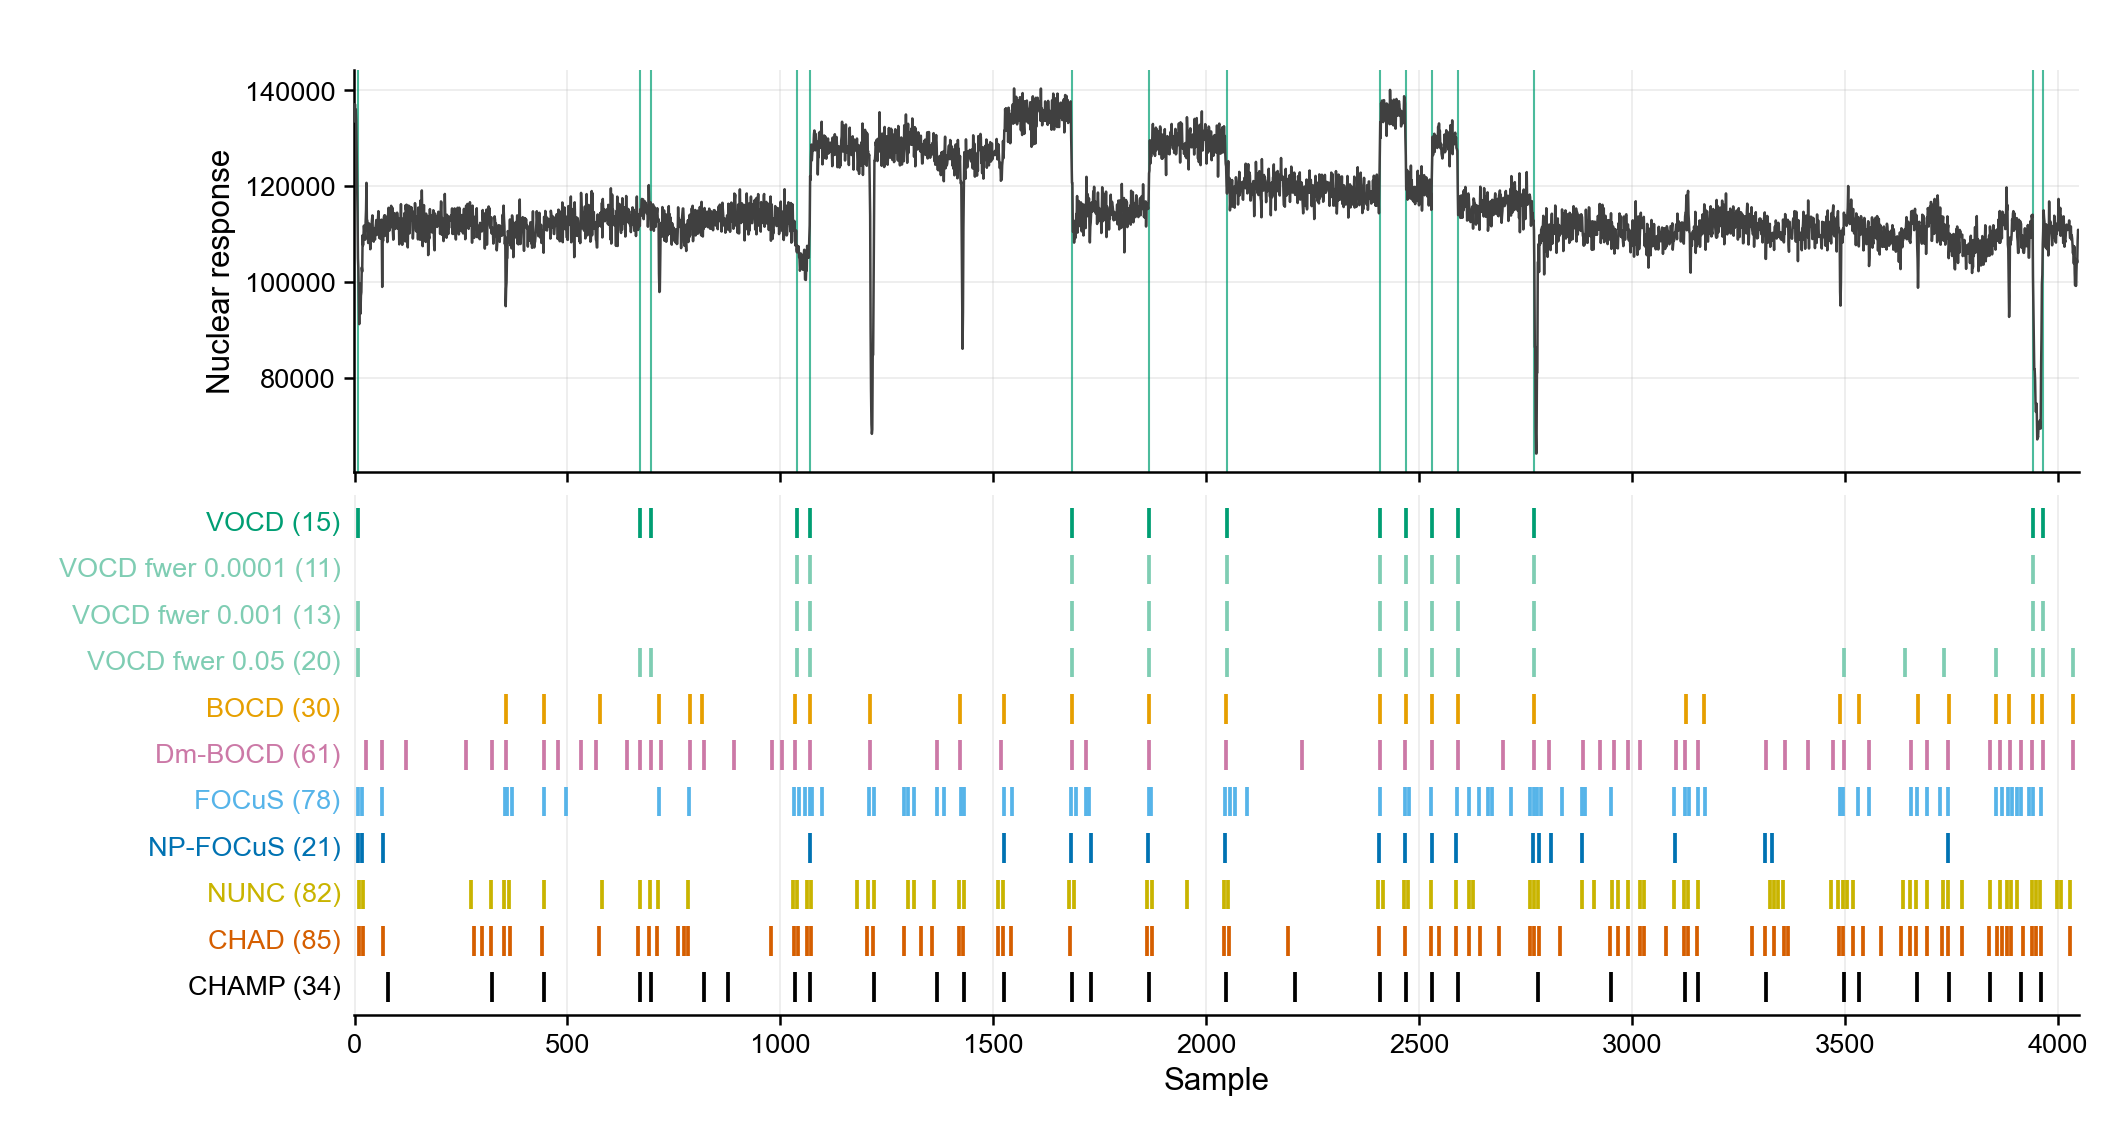 140000
120000
100000
80000
Nuclear response
VOCD (15)
VOCD fwer 0.0001 (11)
VOCD fwer 0.001 (13)
VOCD fwer 0.05 (20)
BOCD (30)
Dm-BOCD (61)
FOCuS (78)
NP-FOCuS (21)
NUNC (82)
CHAD (85)
CHAMP (34)
0 500 1000 1500 2000 2500 3000 3500 4000
Sample